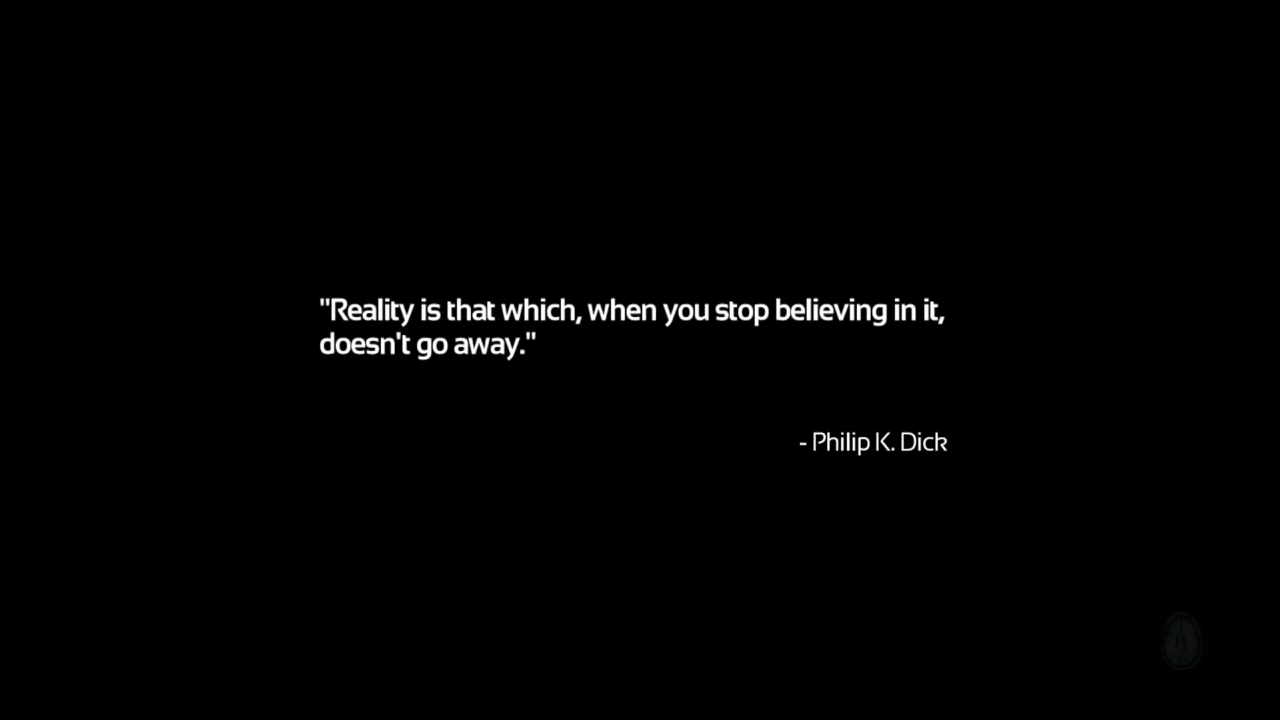 "Reality is that which, when you stop believing in it,
doesn't go away."
- Philip K. Dick